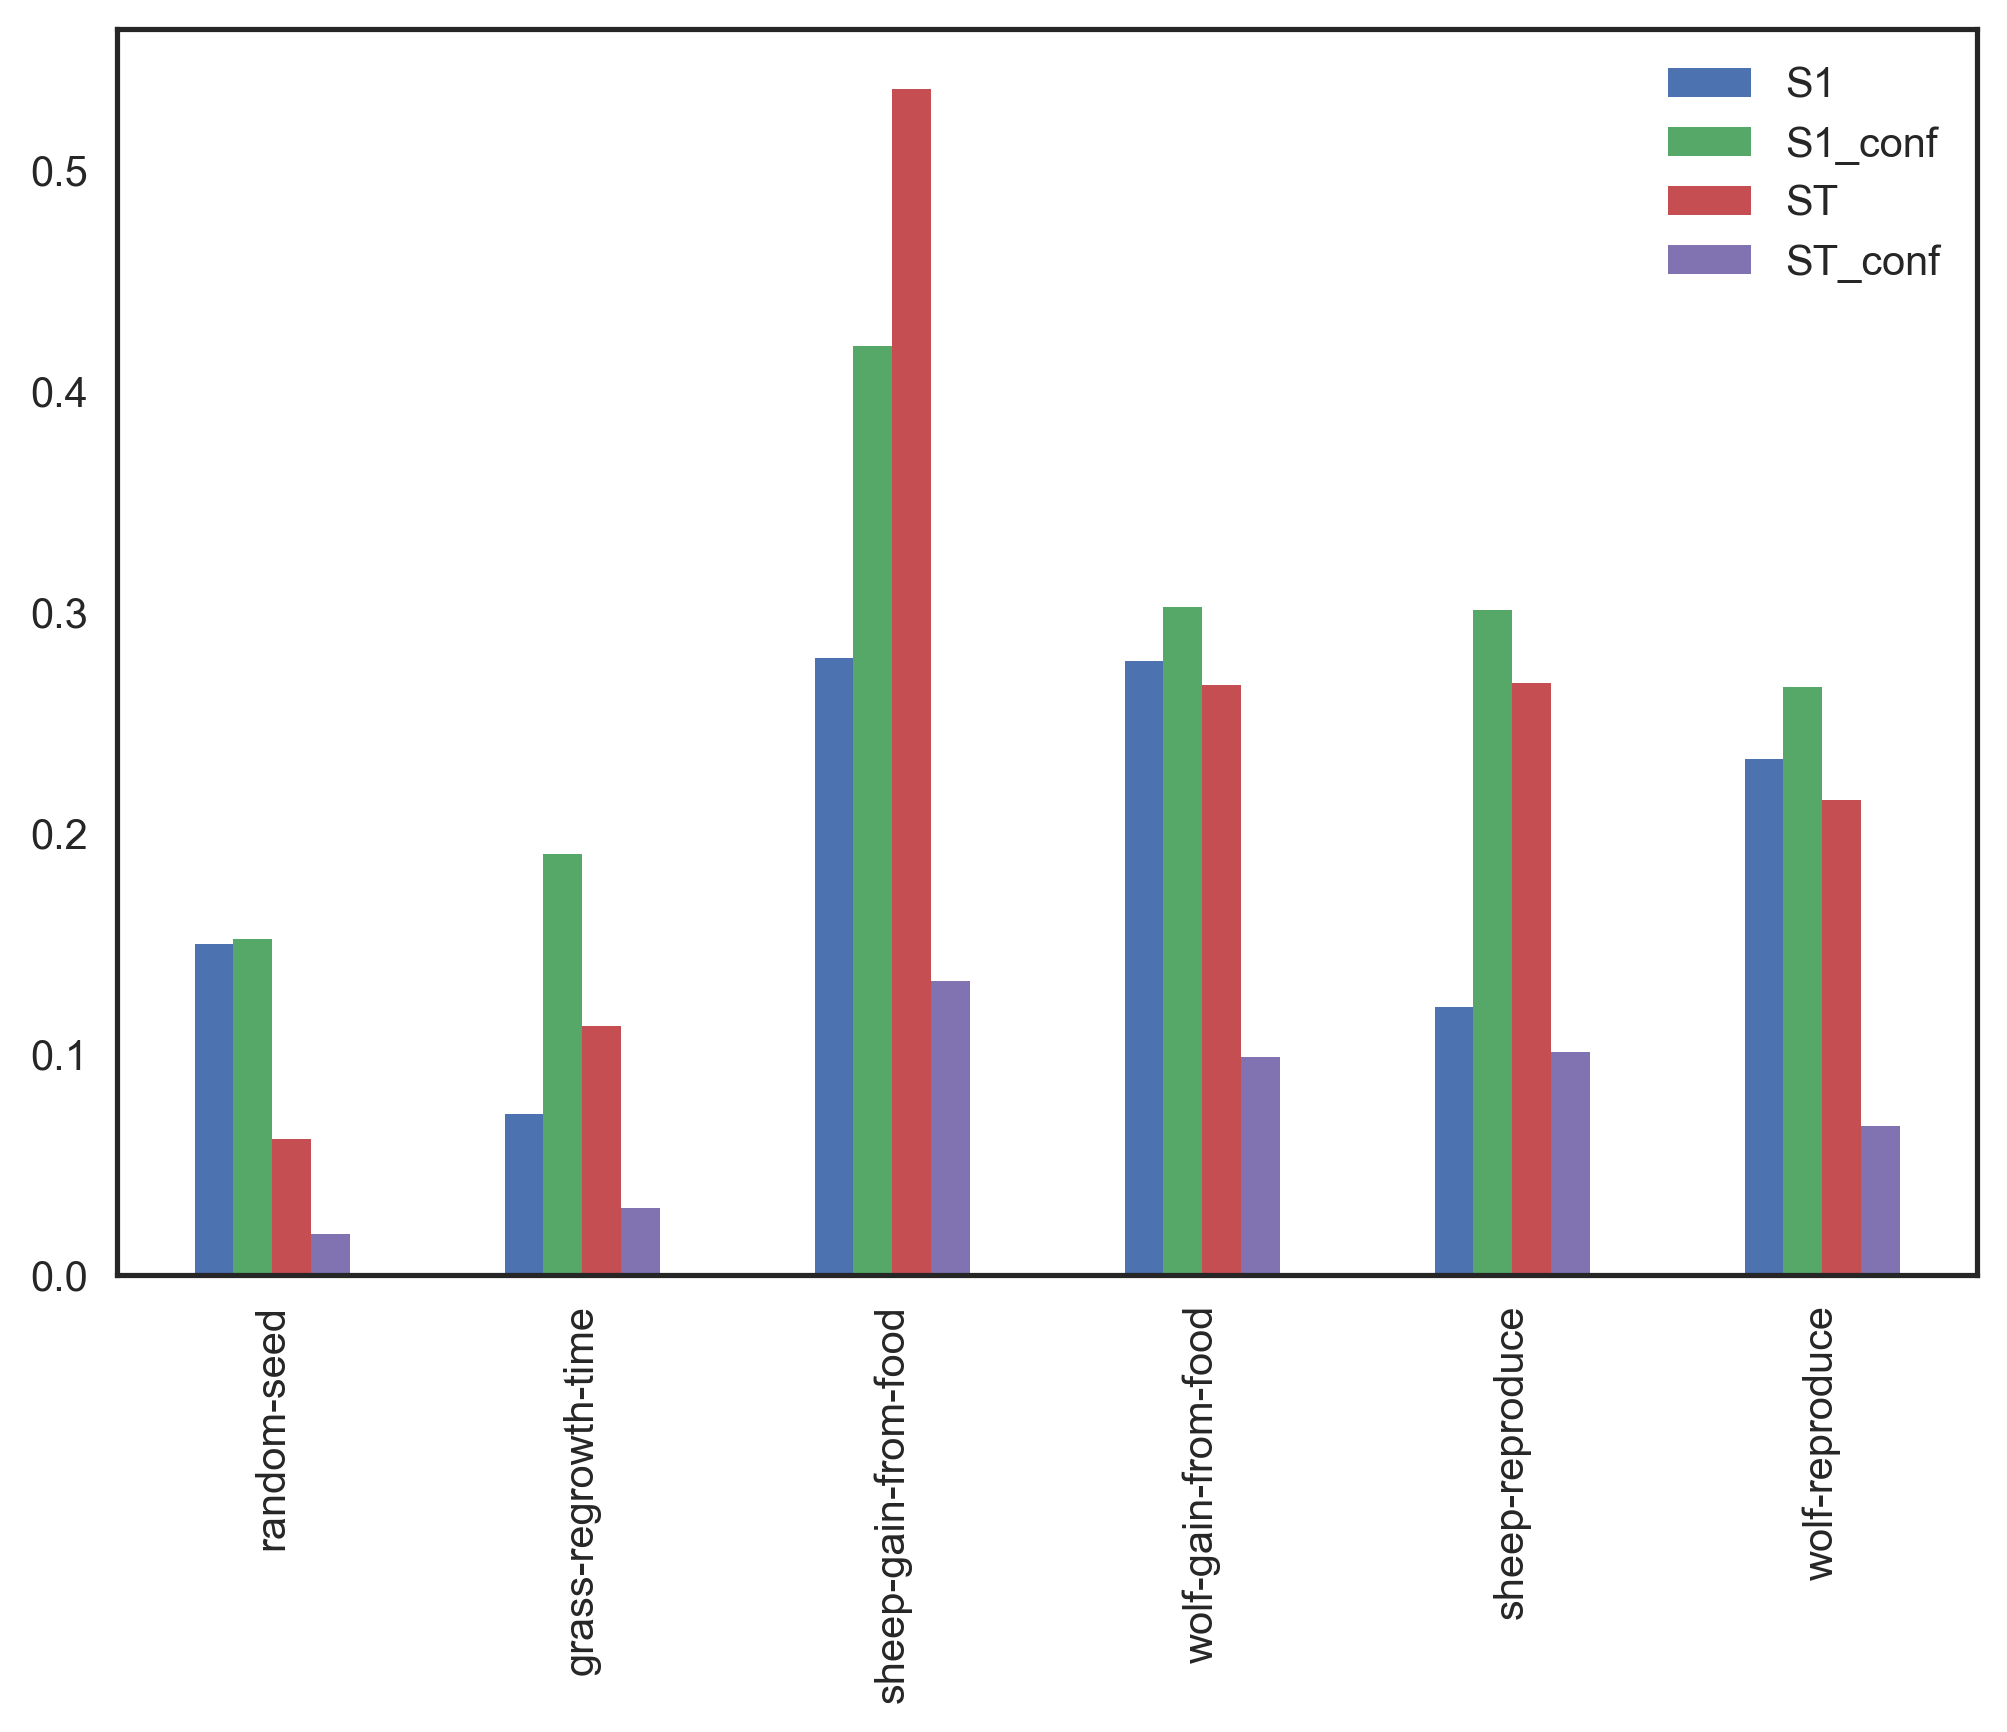 S1
S1_conf
ST
ST_conf
0.5
0.4
0.3
0.2
0.1
0.0
random-seed
grass-regrowth-time
sheep-gain-from-food
wolf-gain-from-food
sheep-reproduce
wolf-reproduce